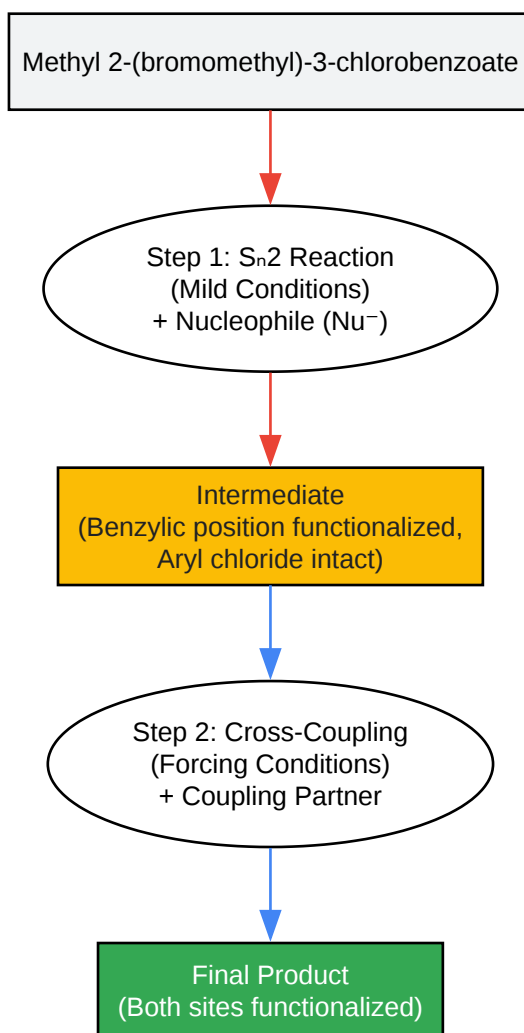 Methyl 2-(bromomethyl)-3-chlorobenzoate
Step 1: Sₙ2 Reaction
(Mild Conditions)
+ Nucleophile (Nu⁻)
Intermediate
(Benzylic position functionalized,
Aryl chloride intact)
Step 2: Cross-Coupling
(Forcing Conditions)
+ Coupling Partner
Final Product
(Both sites functionalized)